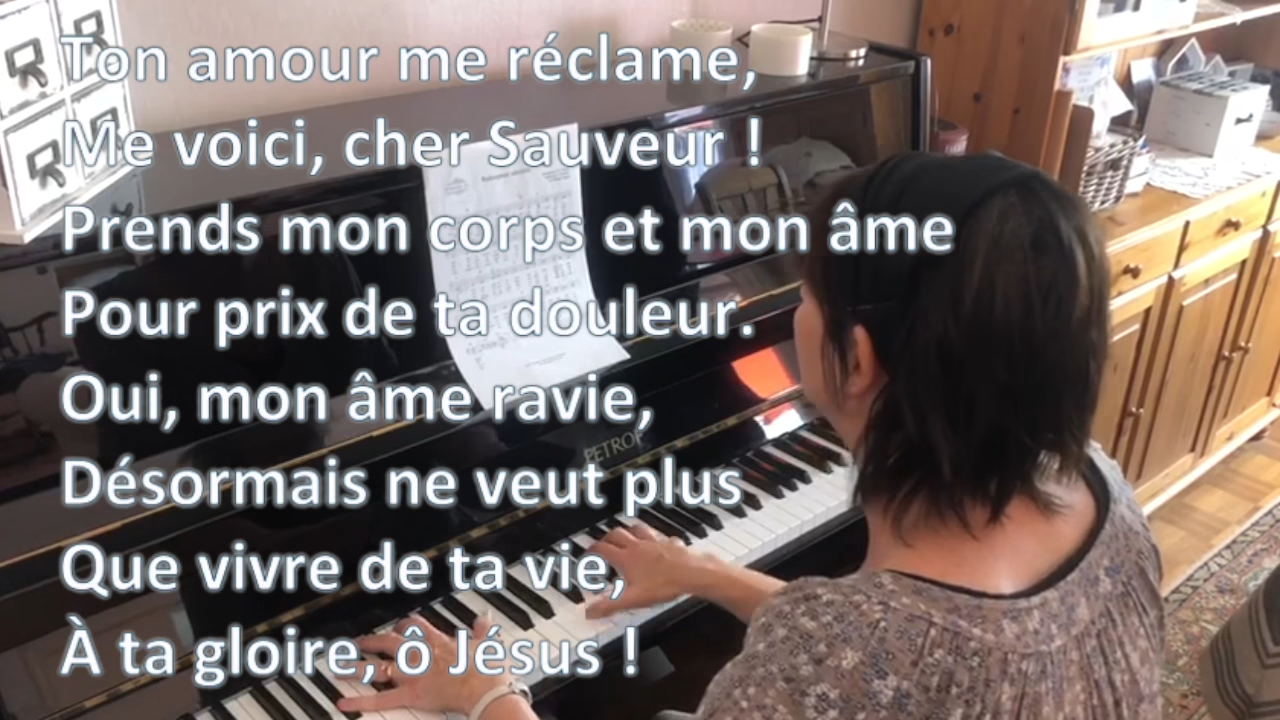 Ton amour me réclame,
Me voici, cher Sauveur !
Prends mon corps et mon âme
Pour prix de ta douleur.
Oui, mon âme ravie,
Désormais ne veut plus
Que vivre de ta vie,
À ta gloire, ô Jésus !
PETROF